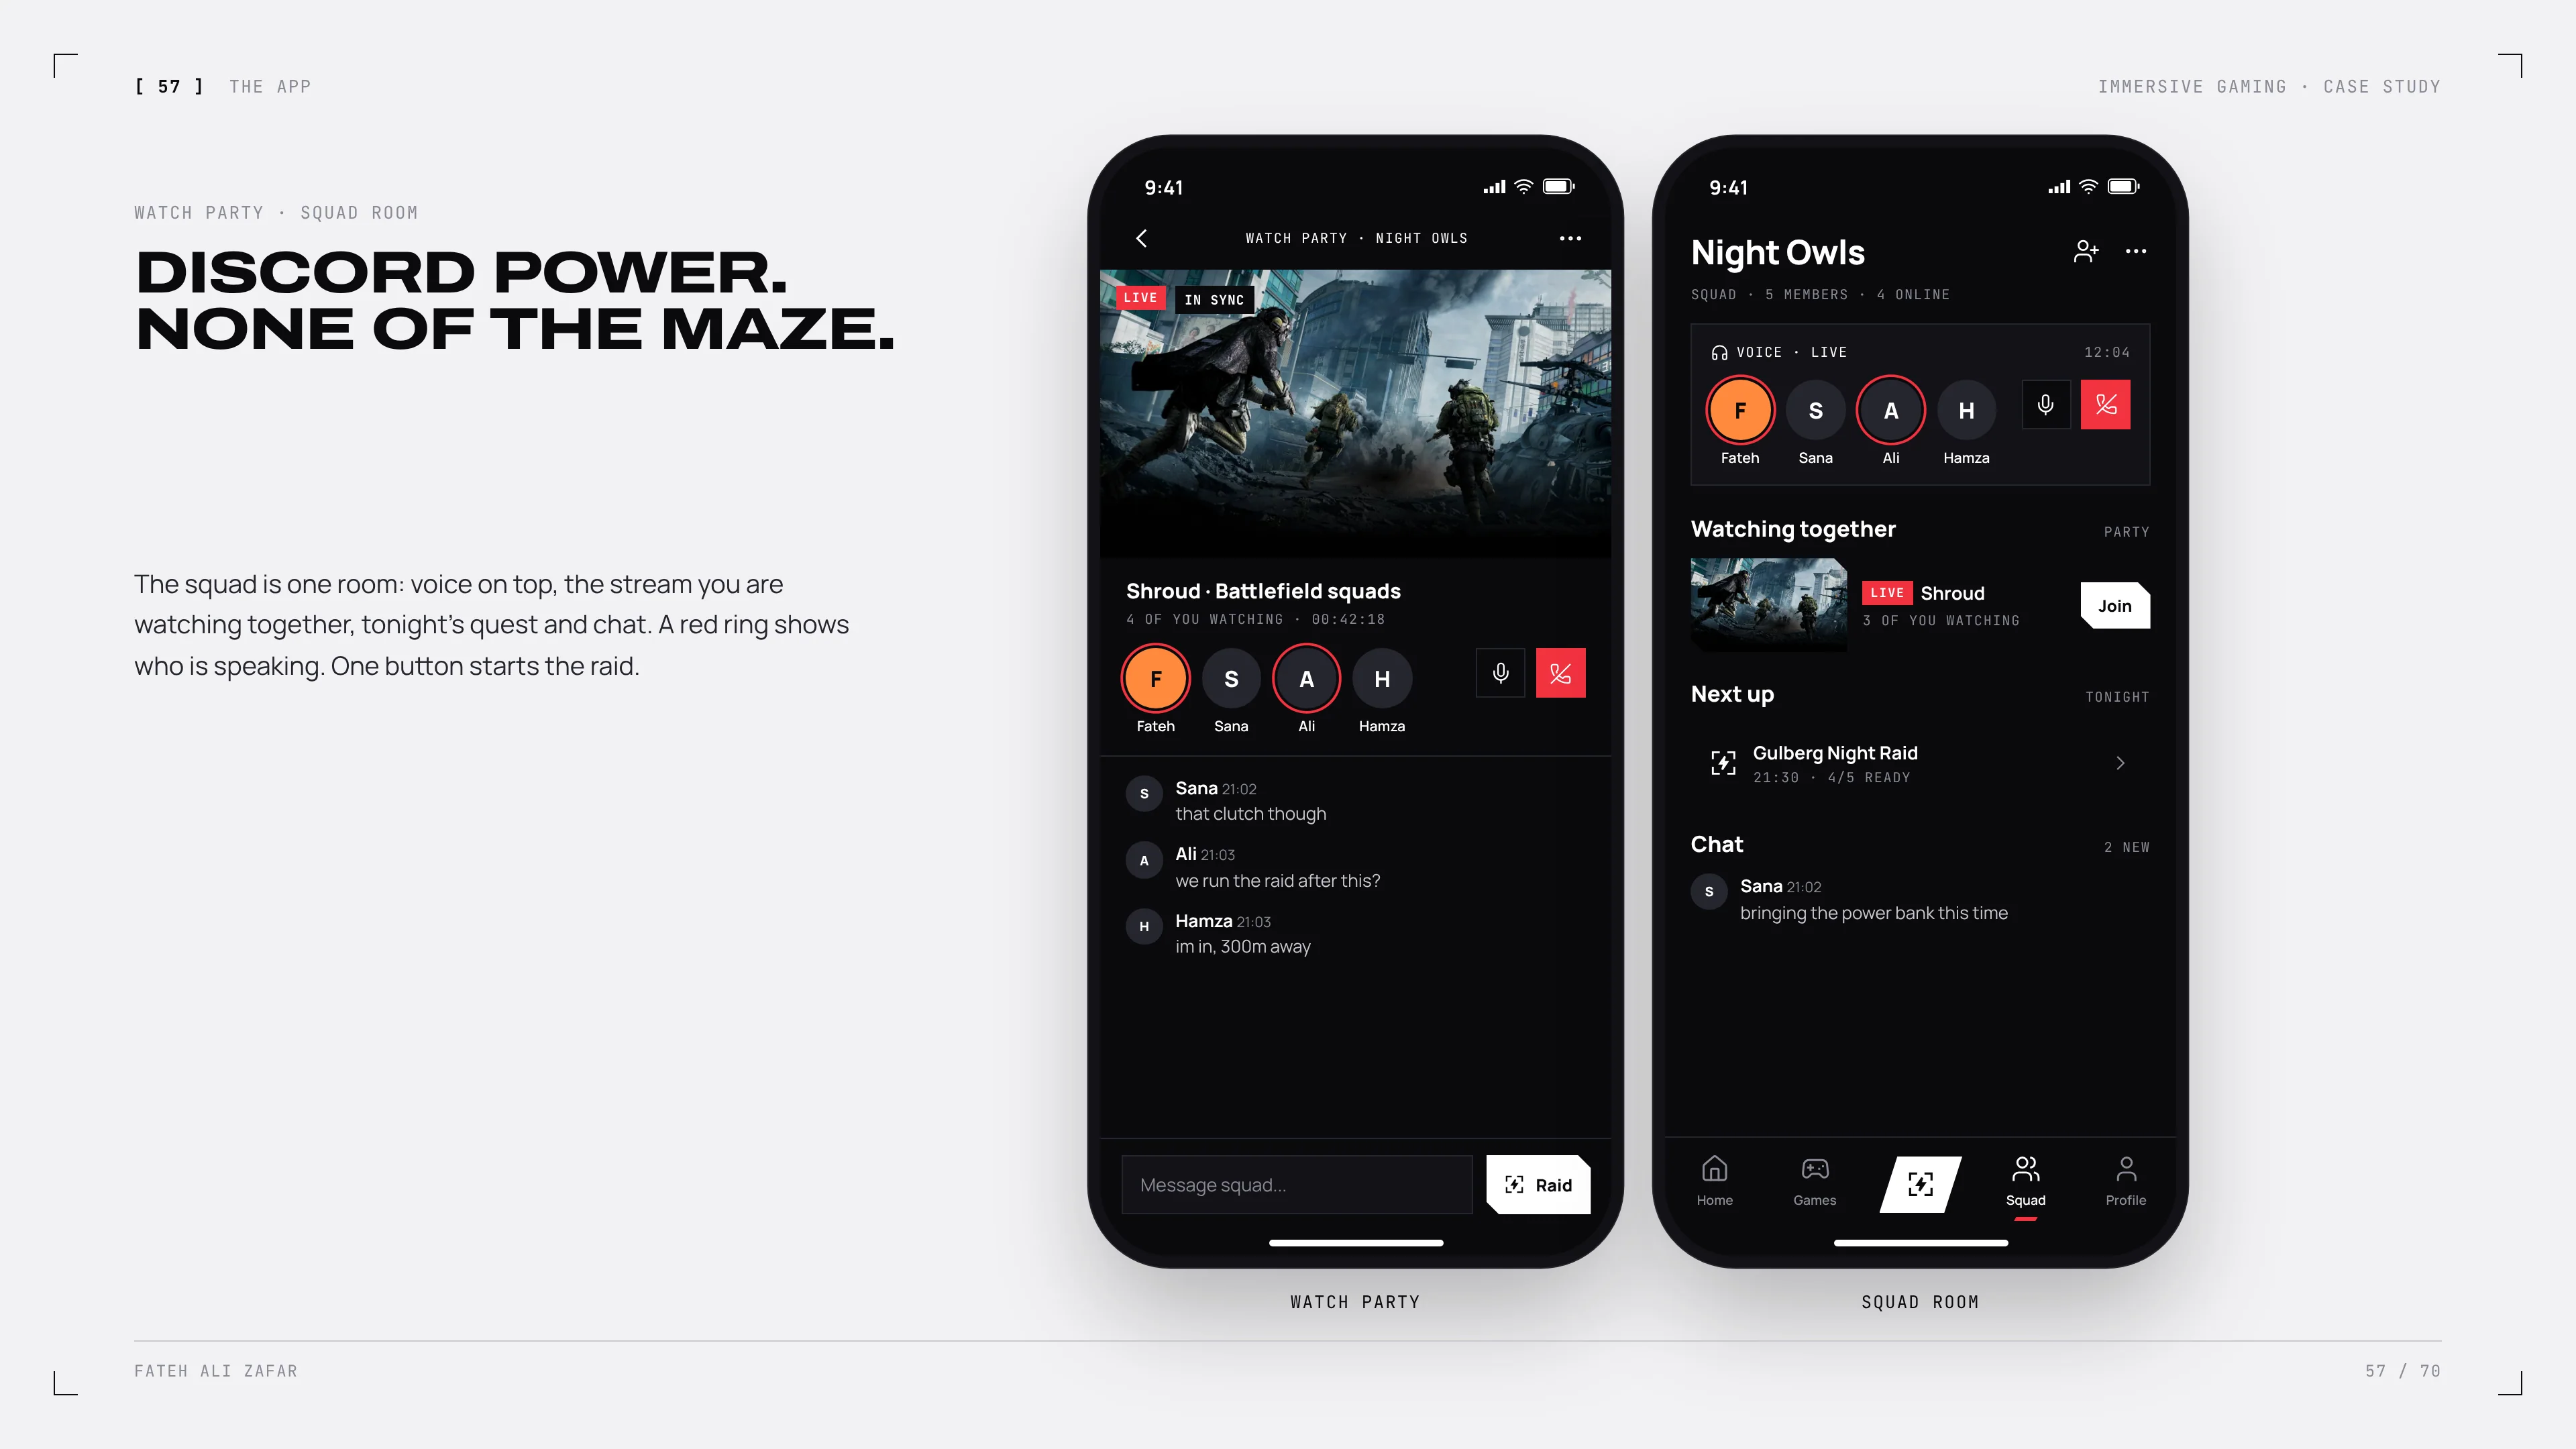 [ 57 ] THE APP
IMMERSIVE GAMING · CASE STUDY
WATCH PARTY · SQUAD ROOM
DISCORD POWER.
NONE OF THE MAZE.
The squad is one room: voice on top, the stream you are
watching together, tonight’s quest and chat. A red ring shows
who is speaking. One button starts the raid.
9:41
WATCH PARTY · NIGHT OWLS
LIVE IN SYNC
Shroud · Battlefield squads
4 OF YOU WATCHING · 00:42:18
F S A H
Fateh Sana Ali Hamza
S Sana 21:02
that clutch though
A Ali 21:03
we run the raid after this?
H Hamza 21:03
im in, 300m away
Message squad... Raid
WATCH PARTY
9:41
Night Owls
SQUAD · 5 MEMBERS · 4 ONLINE
VOICE · LIVE 12:04
F S A H
Fateh Sana Ali Hamza
Watching together PARTY
LIVE Shroud
3 OF YOU WATCHING
Join
Next up TONIGHT
Gulberg Night Raid
21:30 · 4/5 READY
Chat 2 NEW
S Sana 21:02
bringing the power bank this time
Home Games Squad Profile
SQUAD ROOM
FATEH ALI ZAFAR
57 / 70